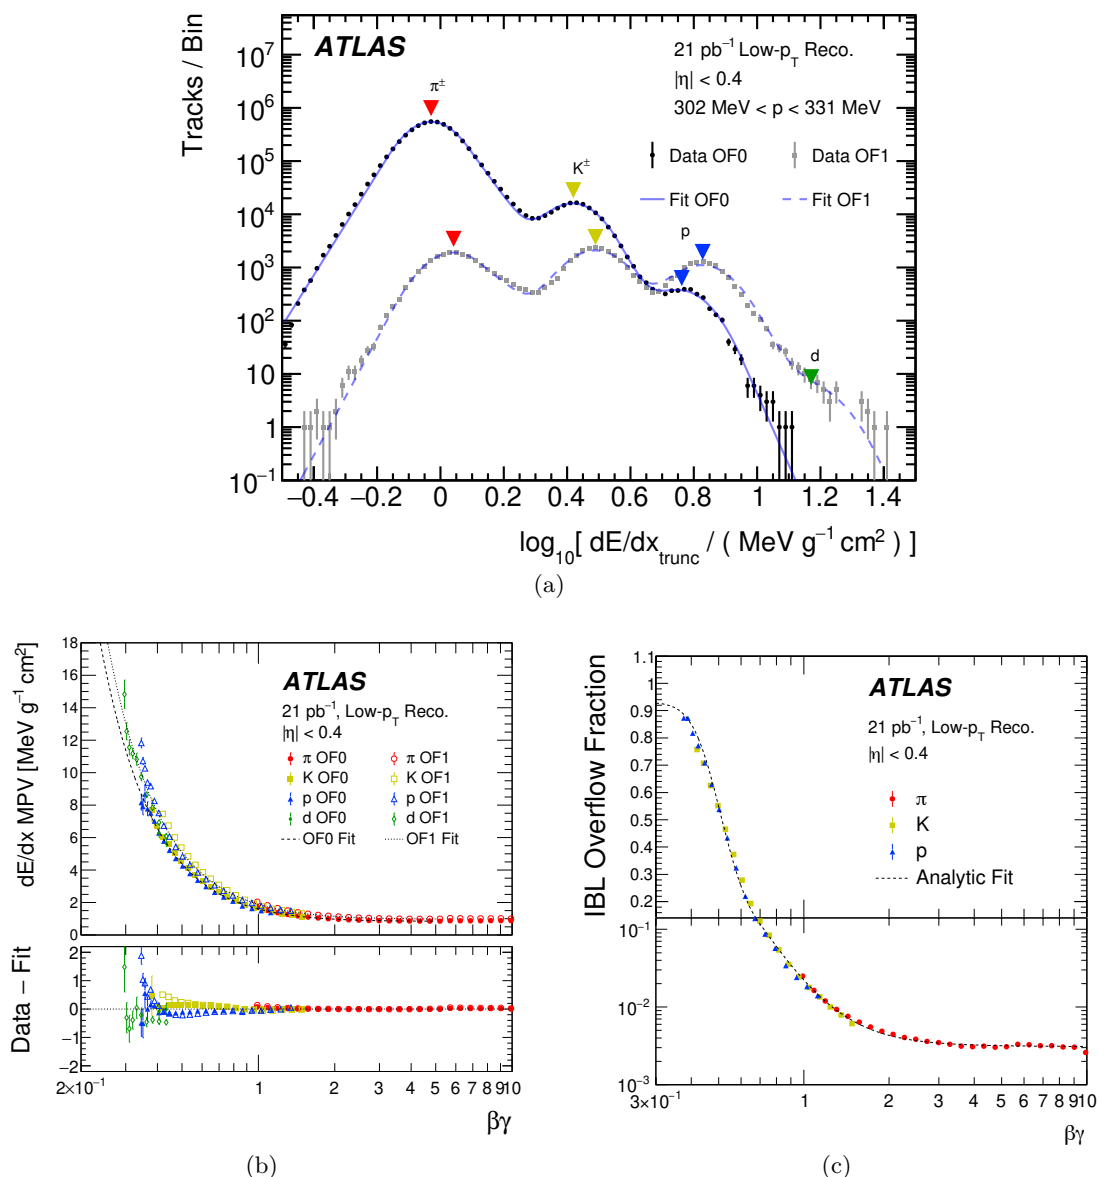 ATLAS
21 pb⁻¹ Low-p_T Reco.
|η| < 0.4
302 MeV < p < 331 MeV
Data OF0
Data OF1
Fit OF0
Fit OF1
π±
K±
p
d
Tracks / Bin
10⁷
10⁶
10⁵
10⁴
10³
10²
10
1
10⁻¹
−0.4 −0.2 0 0.2 0.4 0.6 0.8 1 1.2 1.4
log₁₀[ dE/dx_trunc / ( MeV g⁻¹ cm² ) ]
(a)
dE/dx MPV [MeV g⁻¹ cm²]
18
16
14
12
10
8
6
4
2
0
ATLAS
21 pb⁻¹, Low-p_T Reco.
|η| < 0.4
π OF0 π OF1
K OF0 K OF1
p OF0 p OF1
d OF0 d OF1
OF0 Fit OF1 Fit
Data – Fit
2
1
0
−1
−2
2×10⁻¹ 1 2 3 4 5 6 7 8 9 10
βγ
(b)
IBL Overflow Fraction
1.1
1
0.9
0.8
0.7
0.6
0.5
0.4
0.3
0.2
10⁻¹
10⁻²
10⁻³
ATLAS
21 pb⁻¹, Low-p_T Reco.
|η| < 0.4
π
K
p
Analytic Fit
3×10⁻¹ 1 2 3 4 5 6 7 8 9 10
βγ
(c)